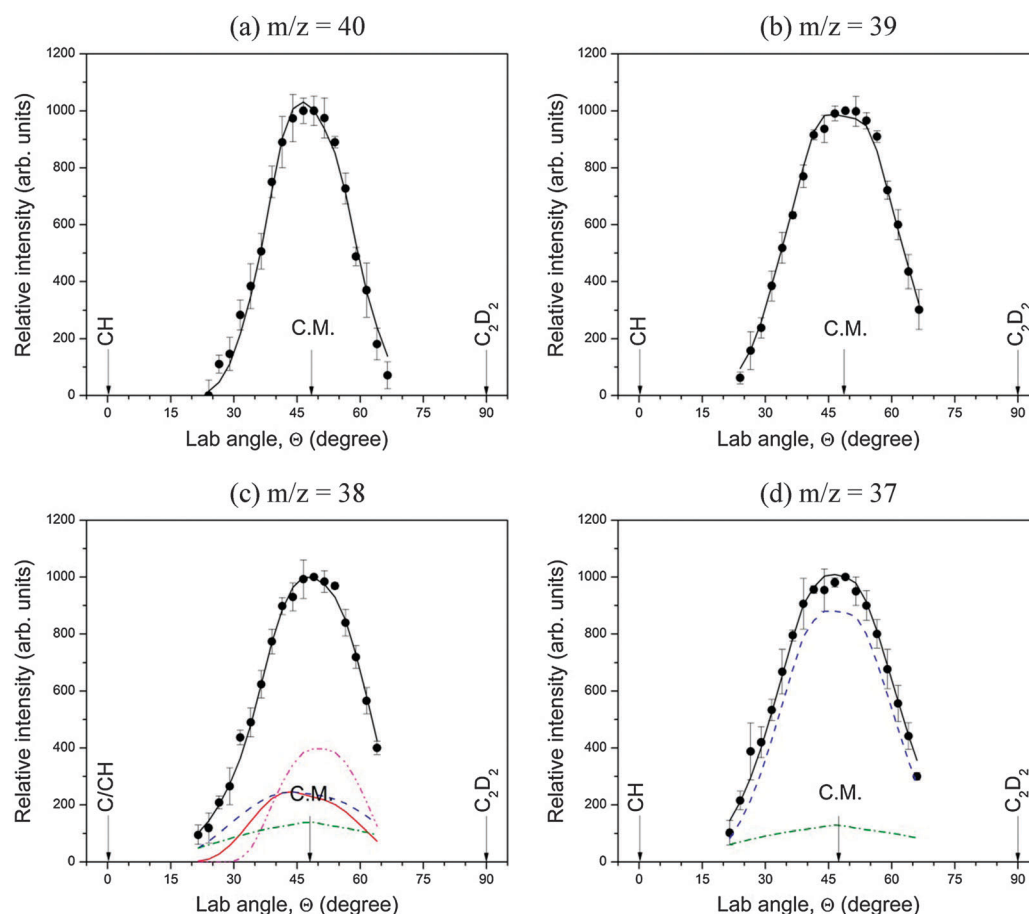 (a) m/z = 40
Relative intensity (arb. units)
1200
1000
800
600
400
200
0
CH
C.M.
C₂D₂
0 15 30 45 60 75 90
Lab angle, Θ (degree)
(b) m/z = 39
Relative intensity (arb. units)
1200
1000
800
600
400
200
0
CH
C.M.
C₂D₂
0 15 30 45 60 75 90
Lab angle, Θ (degree)
(c) m/z = 38
Relative intensity (arb. units)
1200
1000
800
600
400
200
0
C/CH
C.M.
C₂D₂
0 15 30 45 60 75 90
Lab angle, Θ (degree)
(d) m/z = 37
Relative intensity (arb. units)
1200
1000
800
600
400
200
0
CH
C.M.
C₂D₂
0 15 30 45 60 75 90
Lab angle, Θ (degree)